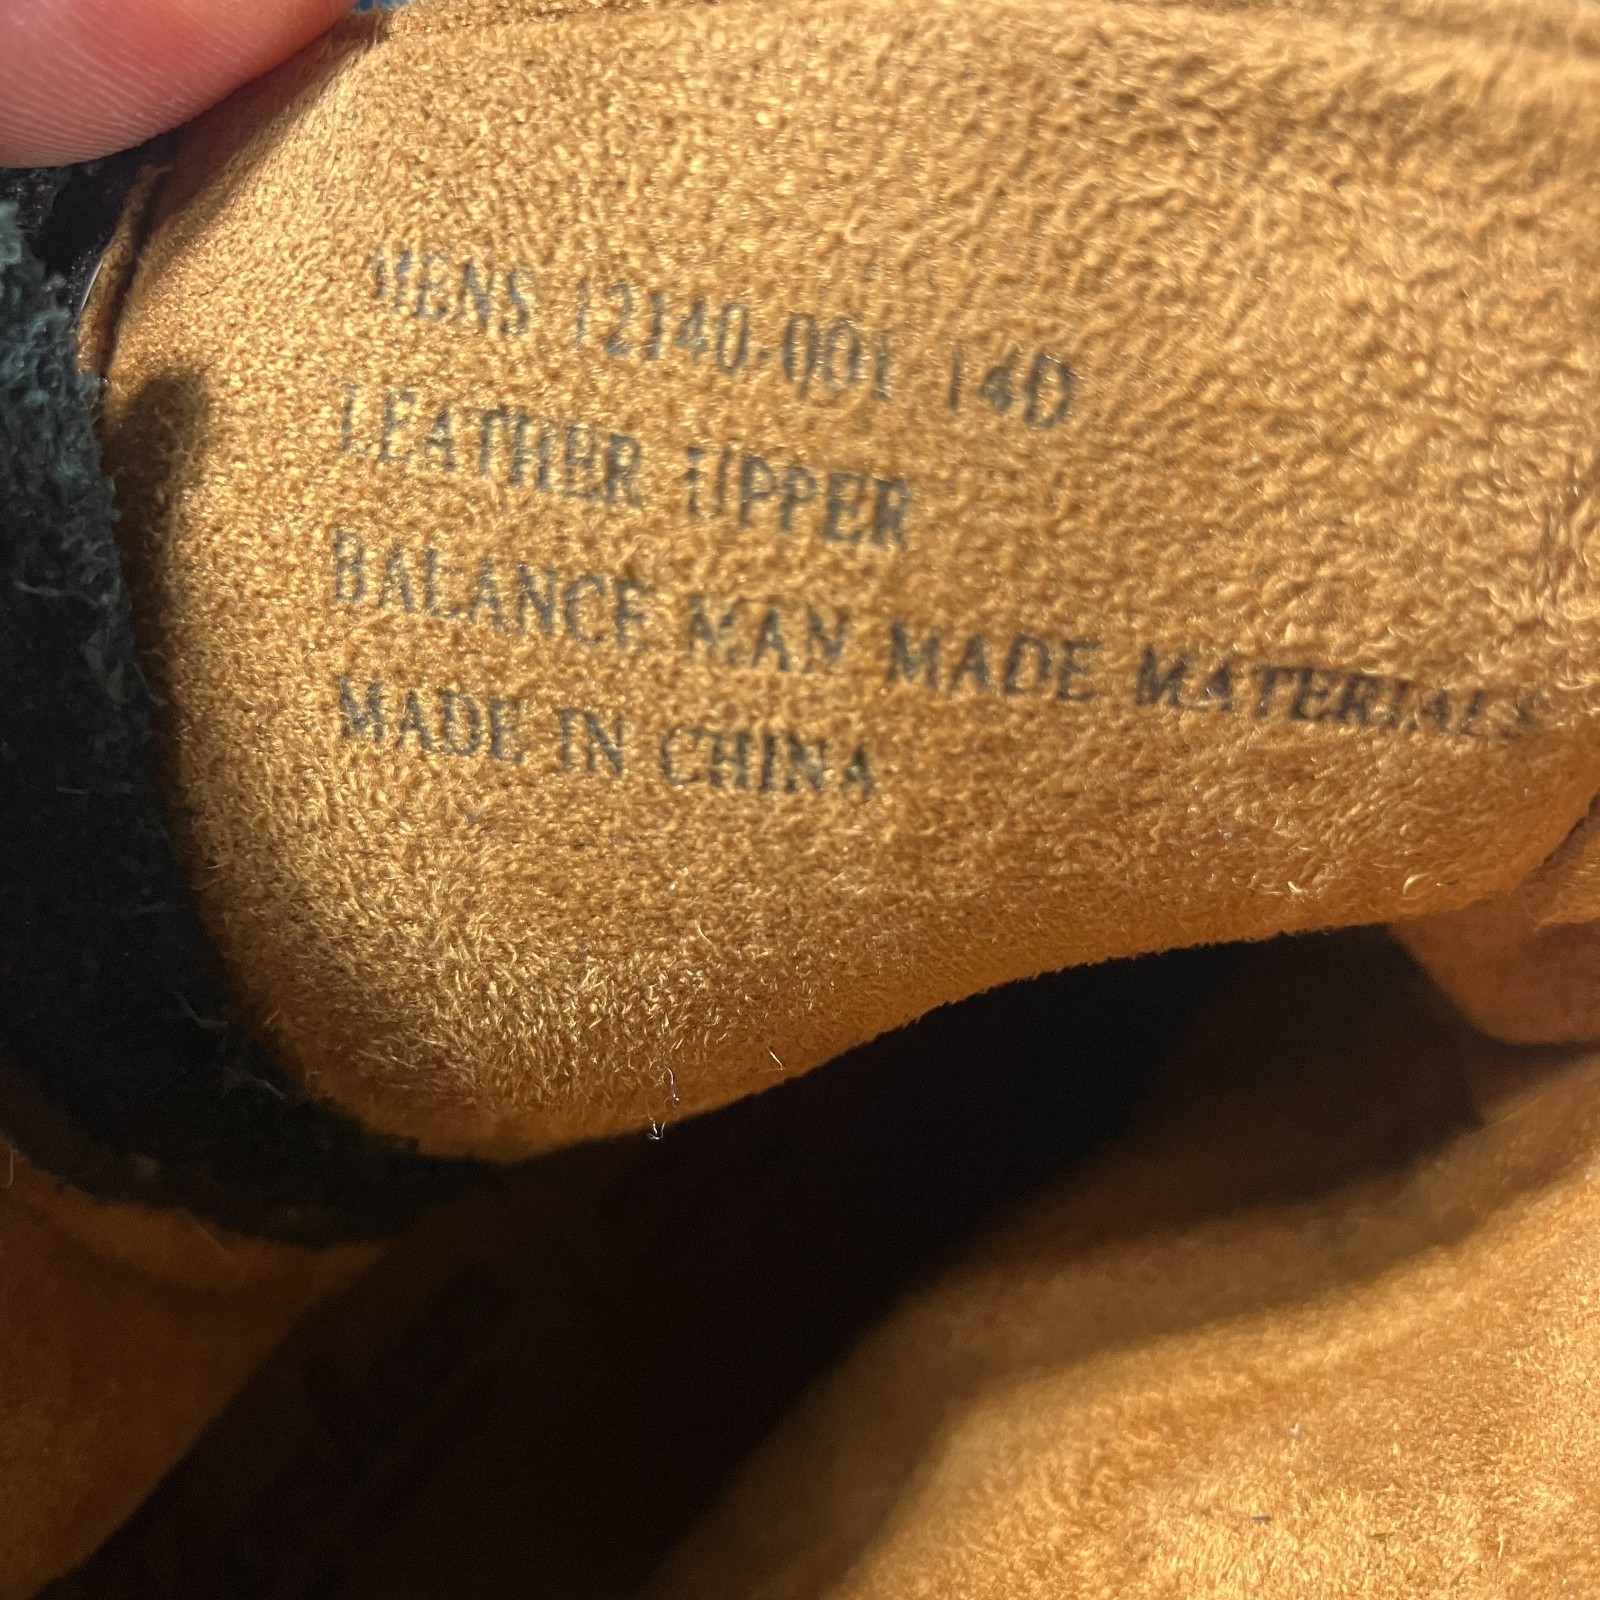 MENS 12140-001 14D
LEATHER UPPER
BALANCE MAN MADE MATERIALS
MADE IN CHINA